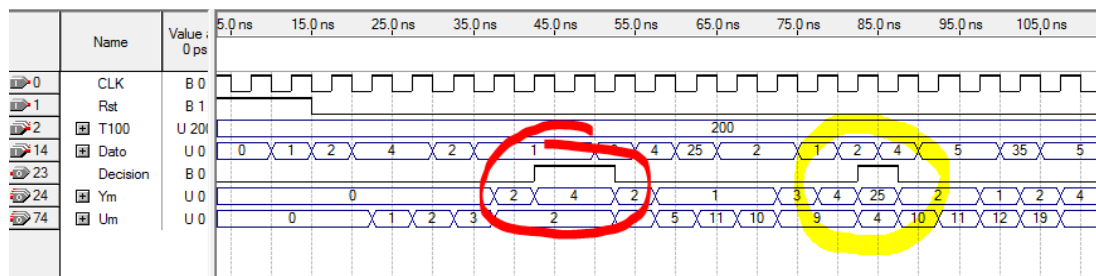 5.0 ns 15.0 ns 25.0 ns 35.0 ns 45.0 ns 55.0 ns 65.0 ns 75.0 ns 85.0 ns 95.0 ns 105.0 ns
Name Value
0 ps
0 CLK B 0
1 Rst B 1
2 T100 U 200 200
14 Dato U 0 0 1 2 4 2 1 4 25 2 1 2 4 5 35 5
23 Decision B 0
24 Ym U 0 0 2 4 2 1 3 4 25 2 1 2 4
74 Um U 0 0 1 2 3 2 5 11 10 9 4 10 11 12 19